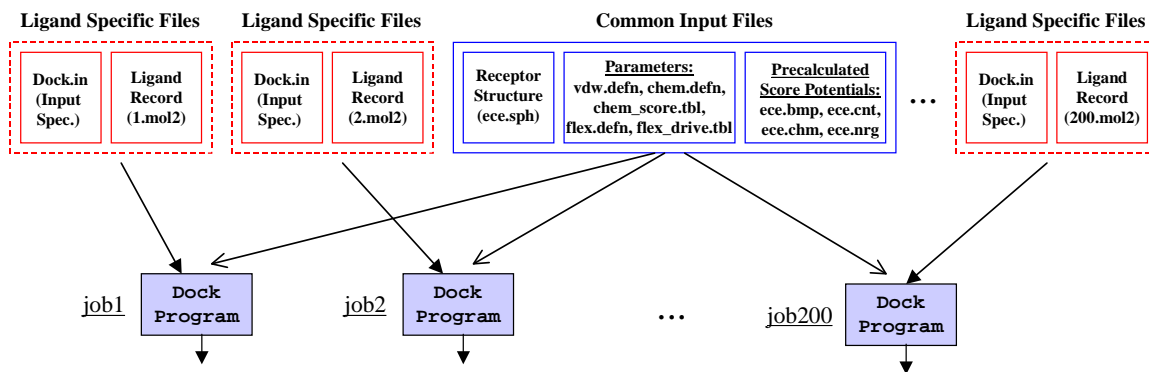 Ligand Specific Files
Dock.in
(Input
Spec.)
Ligand
Record
(1.mol2)
Ligand Specific Files
Dock.in
(Input
Spec.)
Ligand
Record
(2.mol2)
Common Input Files
Receptor
Structure
(ece.sph)
Parameters:
vdw.defn, chem.defn,
chem_score.tbl,
flex.defn, flex_drive.tbl
Precalculated
Score Potentials:
ece.bmp, ece.cnt,
ece.chm, ece.nrg
...
Ligand Specific Files
Dock.in
(Input
Spec.)
Ligand
Record
(200.mol2)
job1
Dock
Program
job2
Dock
Program
...
job200
Dock
Program